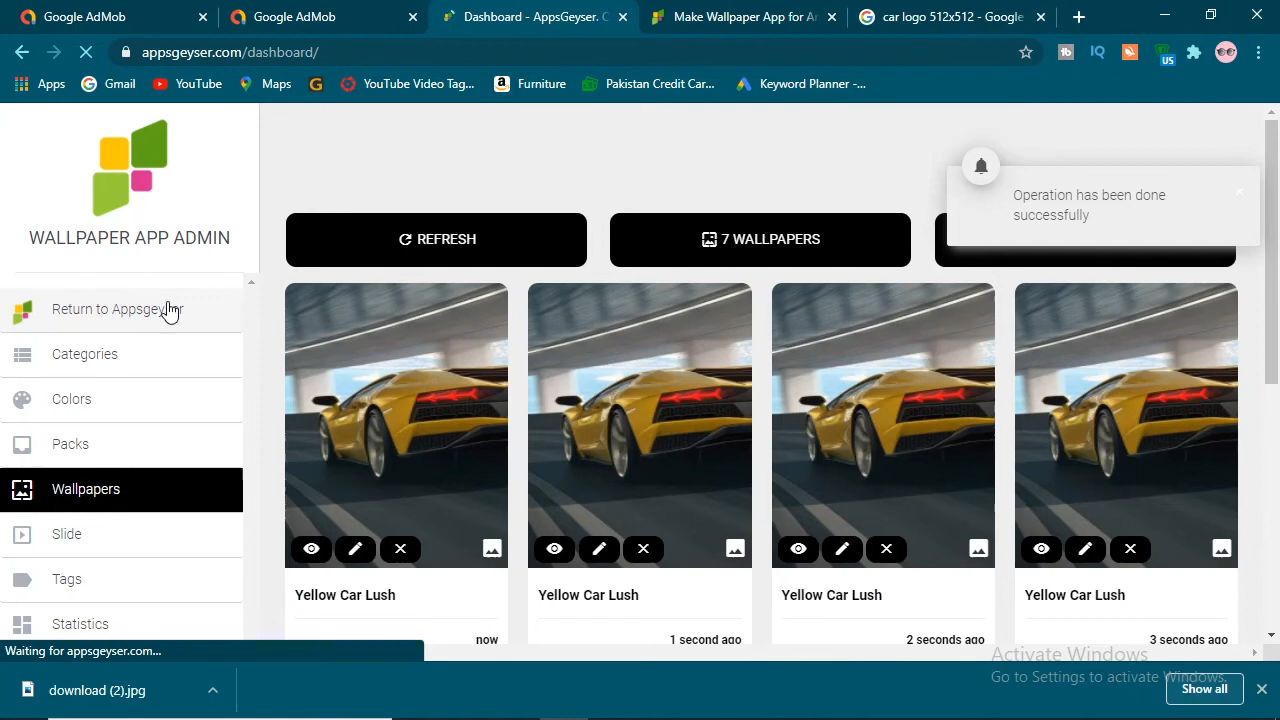 Google AdMob
Google AdMob
Dashboard - AppsGeyser. C
Make Wallpaper App for Ar
car logo 512x512 - Google
appsgeyser.com/dashboard/
US
Apps
Gmail
YouTube
Maps
YouTube Video Tag...
Furniture
Pakistan Credit Car...
Keyword Planner -...
WALLPAPER APP ADMIN
Operation has been done
successfully
REFRESH
7 WALLPAPERS
Return to Appsgeyser
Categories
Colors
Packs
Wallpapers
Slide
Tags
Statistics
Yellow Car Lush
Yellow Car Lush
Yellow Car Lush
Yellow Car Lush
now
1 second ago
2 seconds ago
3 seconds ago
Waiting for appsgeyser.com...
Activate Windows
Go to Settings to activate Windows.
download (2).jpg
Show all